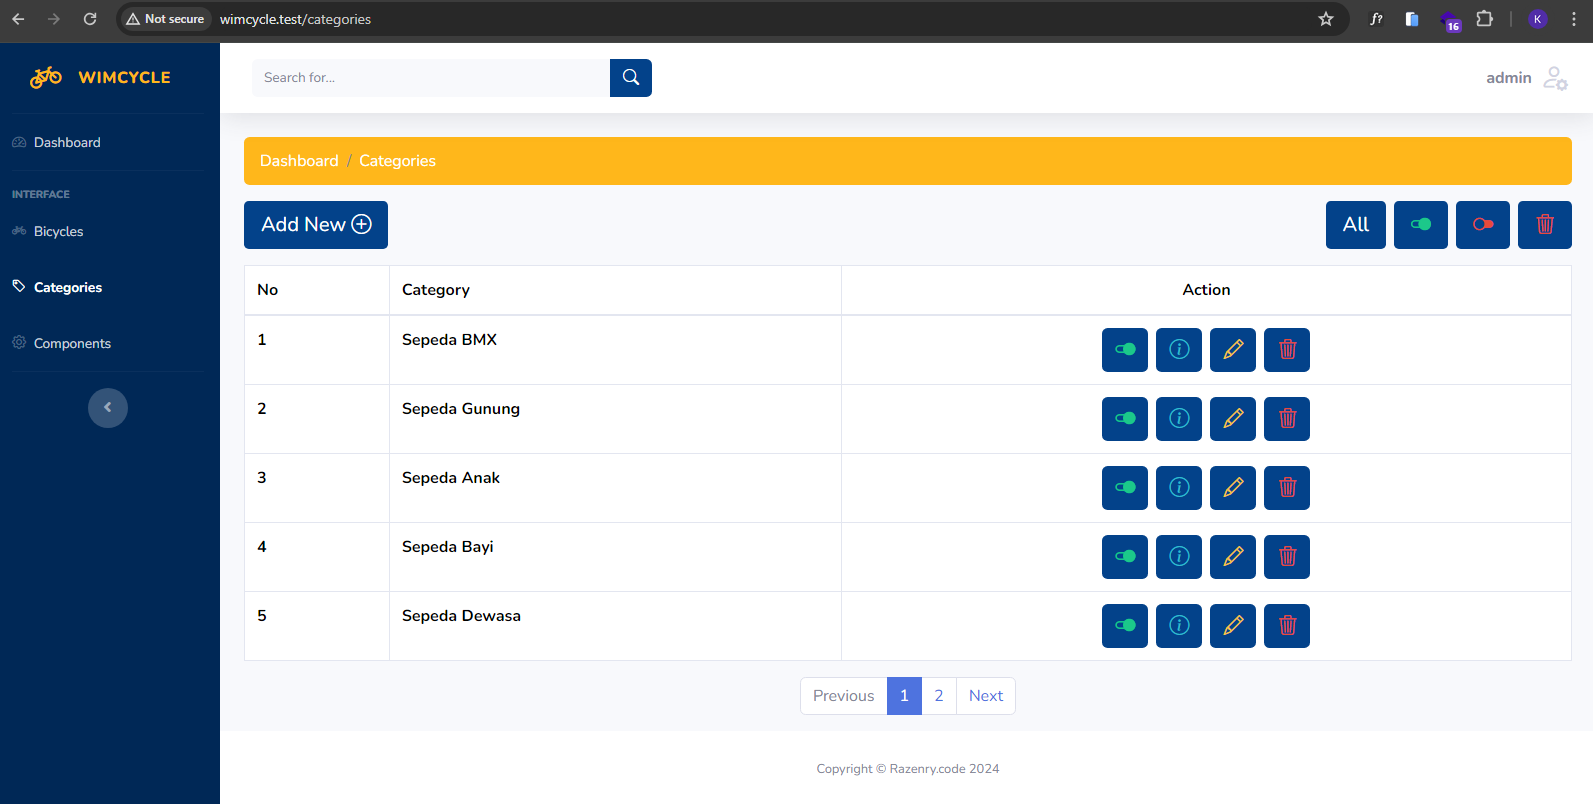 Not secure
wimcycle.test/categories
16
K
WIMCYCLE
Search for...
admin
Dashboard
INTERFACE
Bicycles
Categories
Components
Dashboard / Categories
Add New
All
No Category Action
1 Sepeda BMX
2 Sepeda Gunung
3 Sepeda Anak
4 Sepeda Bayi
5 Sepeda Dewasa
Previous 1 2 Next
Copyright © Razenry.code 2024